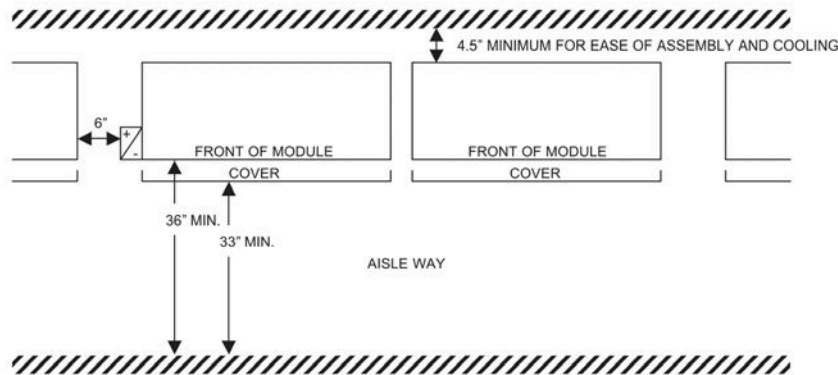 4.5" MINIMUM FOR EASE OF ASSEMBLY AND COOLING
6"
+
-
FRONT OF MODULE
FRONT OF MODULE
COVER
COVER
36" MIN.
33" MIN.
AISLE WAY